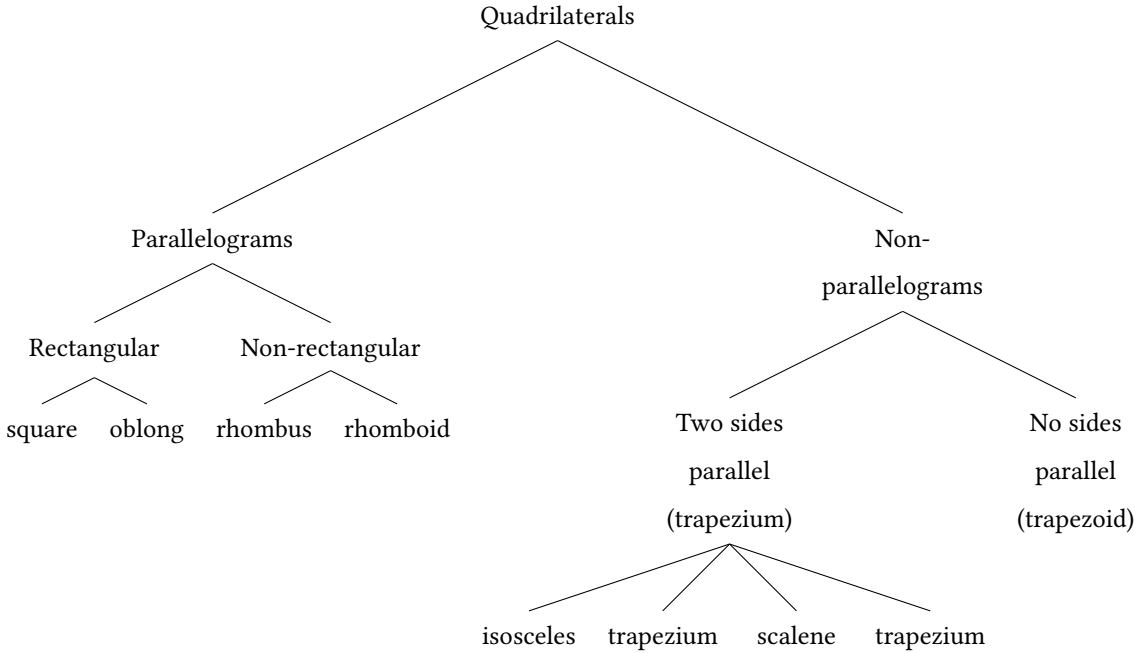 Quadrilaterals
Parallelograms
Non-
parallelograms
Rectangular
Non-rectangular
square
oblong
rhombus
rhomboid
Two sides
parallel
(trapezium)
No sides
parallel
(trapezoid)
isosceles
trapezium
scalene
trapezium